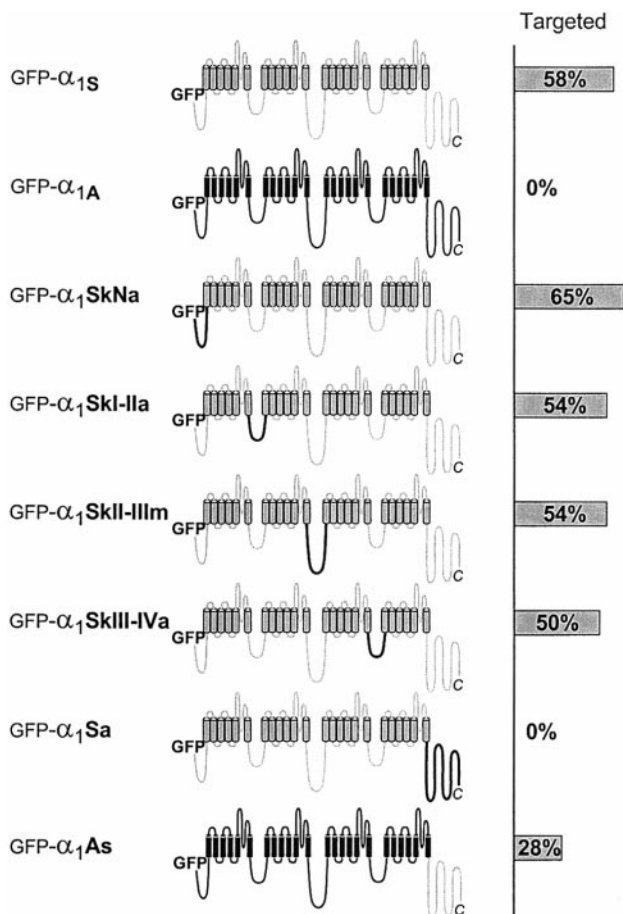 Targeted
GFP-α1S GFP C 58%
GFP-α1A GFP C 0%
GFP-α1SkNa GFP C 65%
GFP-α1SkI-IIa GFP C 54%
GFP-α1SkII-IIIm GFP C 54%
GFP-α1SkIII-IVa GFP C 50%
GFP-α1Sa GFP C 0%
GFP-α1As GFP C 28%